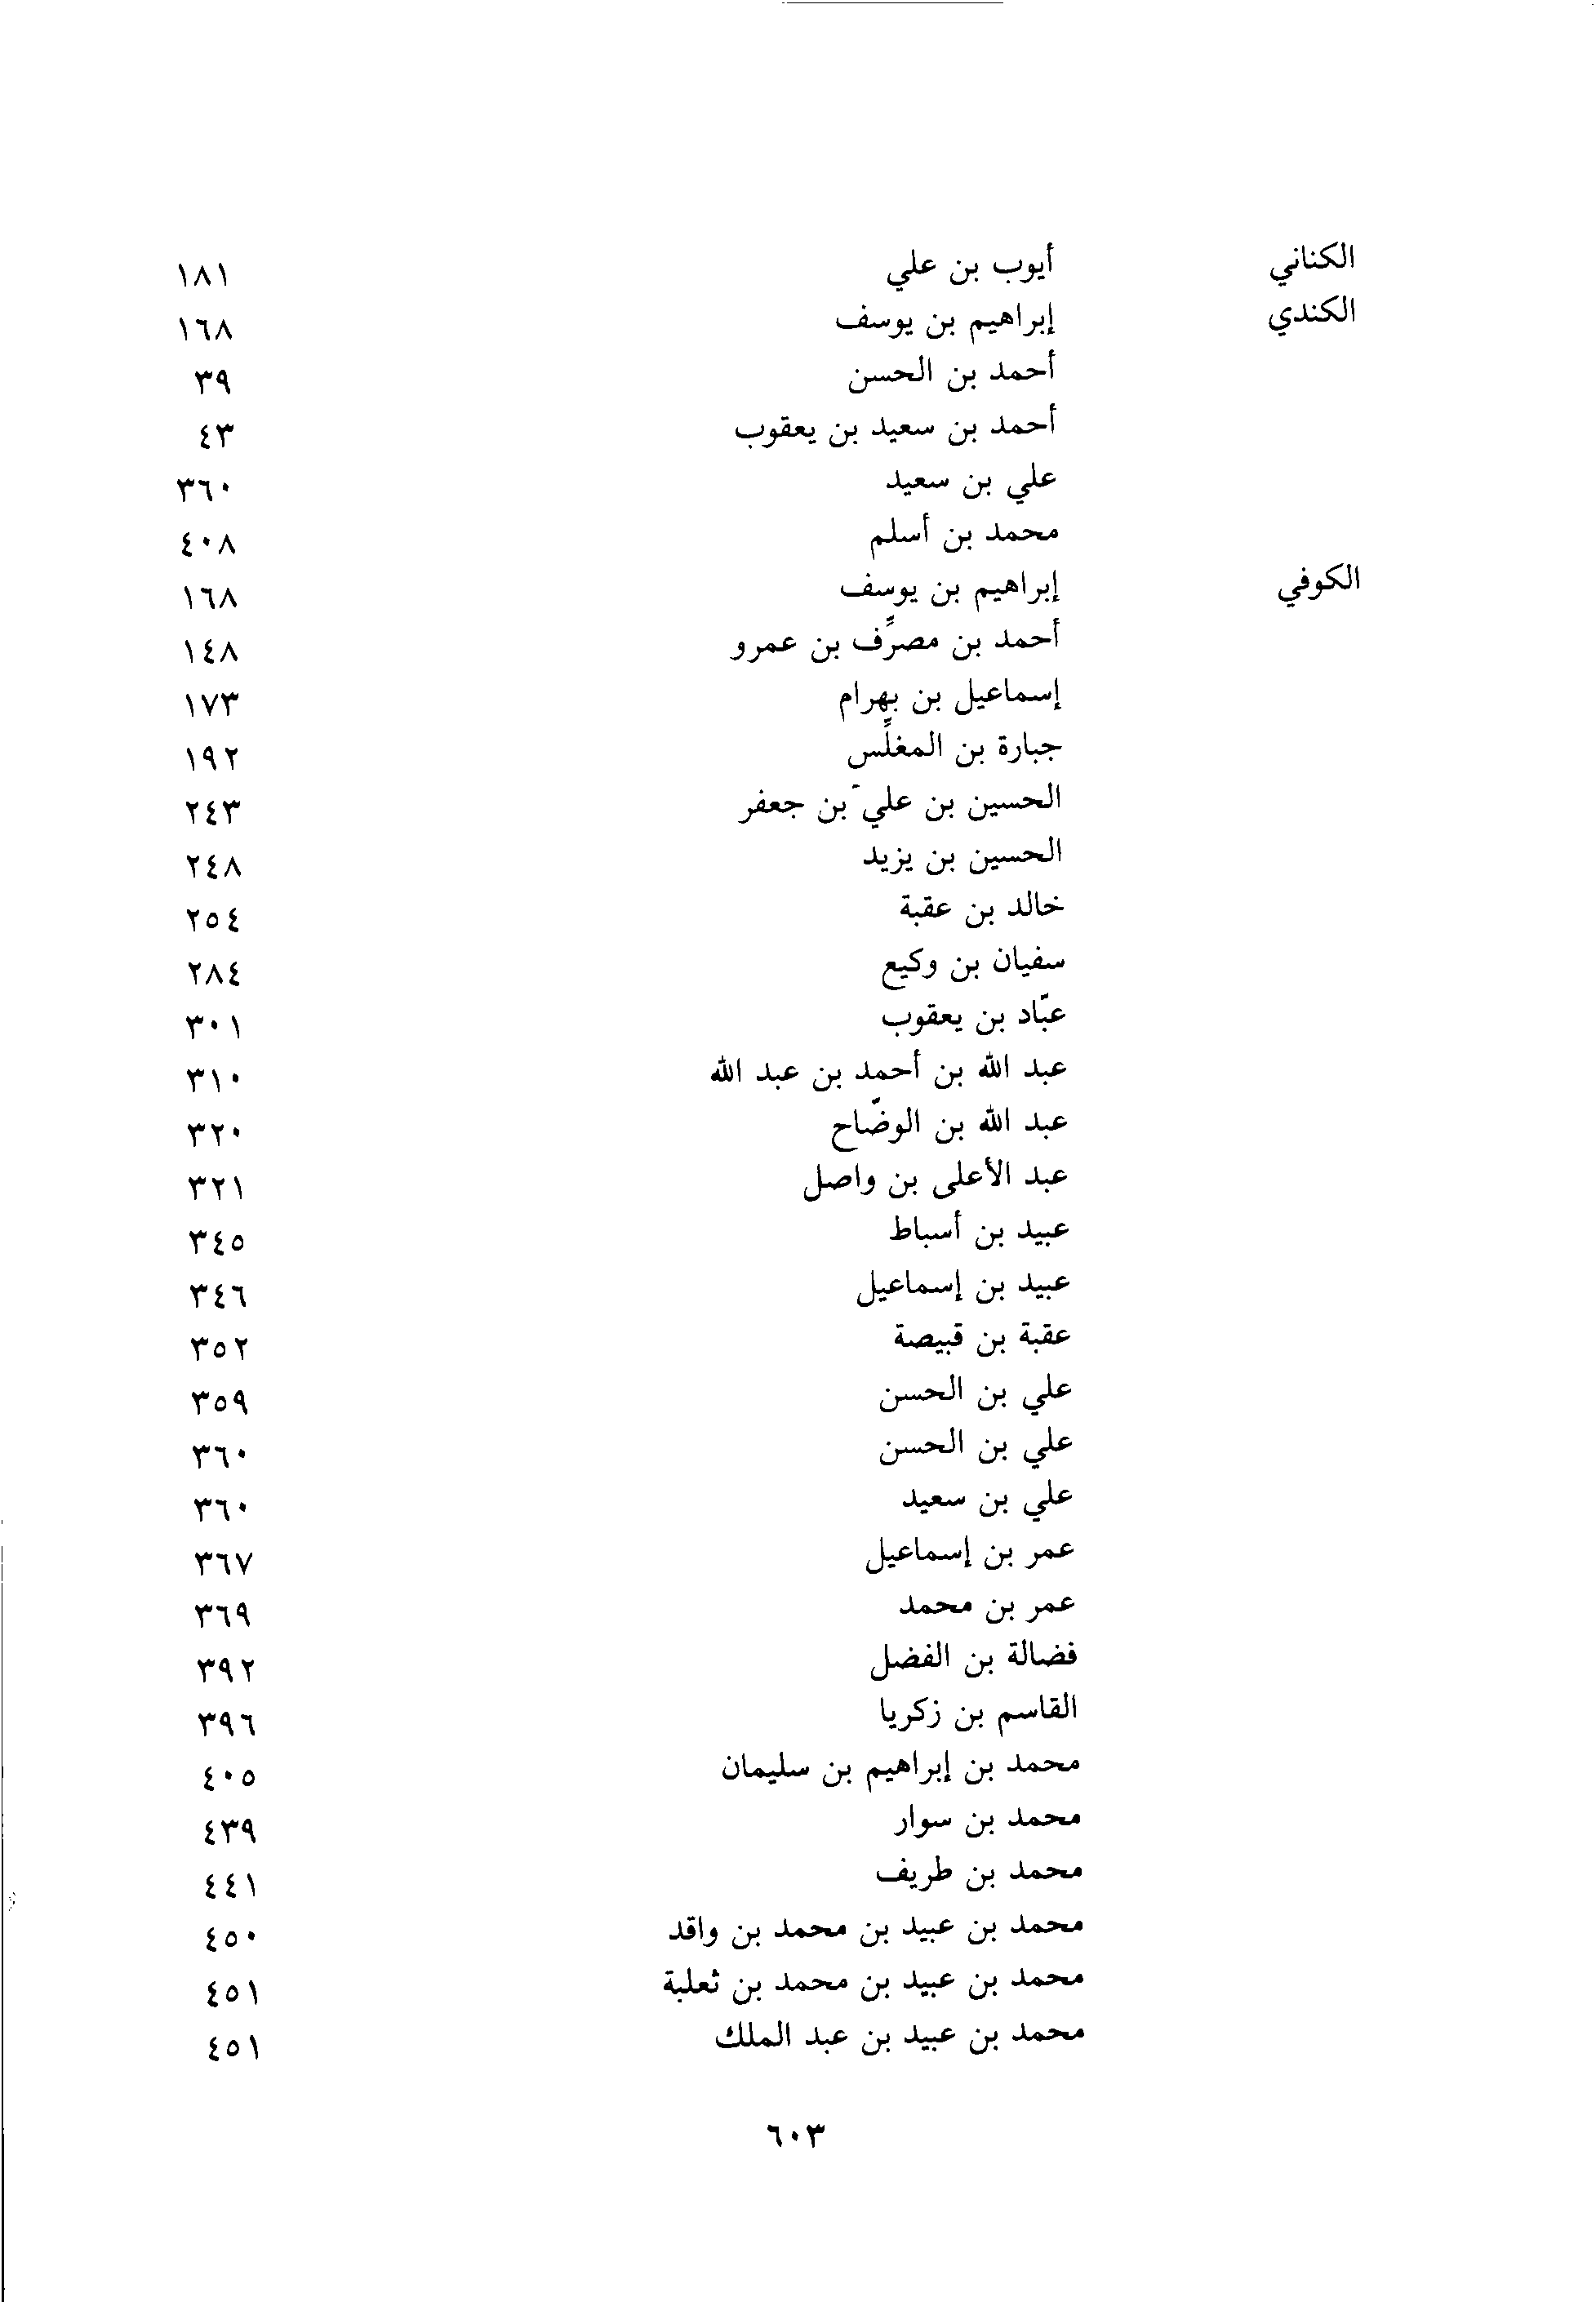 الكناني أيوب بن علي ١٨١
الكندي إبراهيم بن يوسف ١٦٨
أحمد بن الحسن ٣٩
أحمد بن سعيد بن يعقوب ٤٣
علي بن سعيد ٣٦٠
محمد بن أسلم ٤٠٨
الكوفي إبراهيم بن يوسف ١٦٨
أحمد بن مصرِّف بن عمرو ١٤٨
إسماعيل بن بهرام ١٧٣
جبارة بن المغلِّس ١٩٢
الحسين بن علي بن جعفر ٢٤٣
الحسين بن يزيد ٢٤٨
خالد بن عقبة ٢٥٤
سفيان بن وكيع ٢٨٤
عبّاد بن يعقوب ٣٠١
عبد الله بن أحمد بن عبد الله ٣١٠
عبد الله بن الوضّاح ٣٢٠
عبد الأعلى بن واصل ٣٢١
عبيد بن أسباط ٣٤٥
عبيد بن إسماعيل ٣٤٦
عقبة بن قبيصة ٣٥٢
علي بن الحسن ٣٥٩
علي بن الحسن ٣٦٠
علي بن سعيد ٣٦٠
عمر بن إسماعيل ٣٦٧
عمر بن محمد ٣٦٩
فضالة بن الفضل ٣٩٢
القاسم بن زكريا ٣٩٦
محمد بن إبراهيم بن سليمان ٤٠٥
محمد بن سوار ٤٣٩
محمد بن طريف ٤٤١
محمد بن عبيد بن محمد بن واقد ٤٥٠
محمد بن عبيد بن محمد بن ثعلبة ٤٥١
محمد بن عبيد بن عبد الملك ٤٥١
٦٠٣